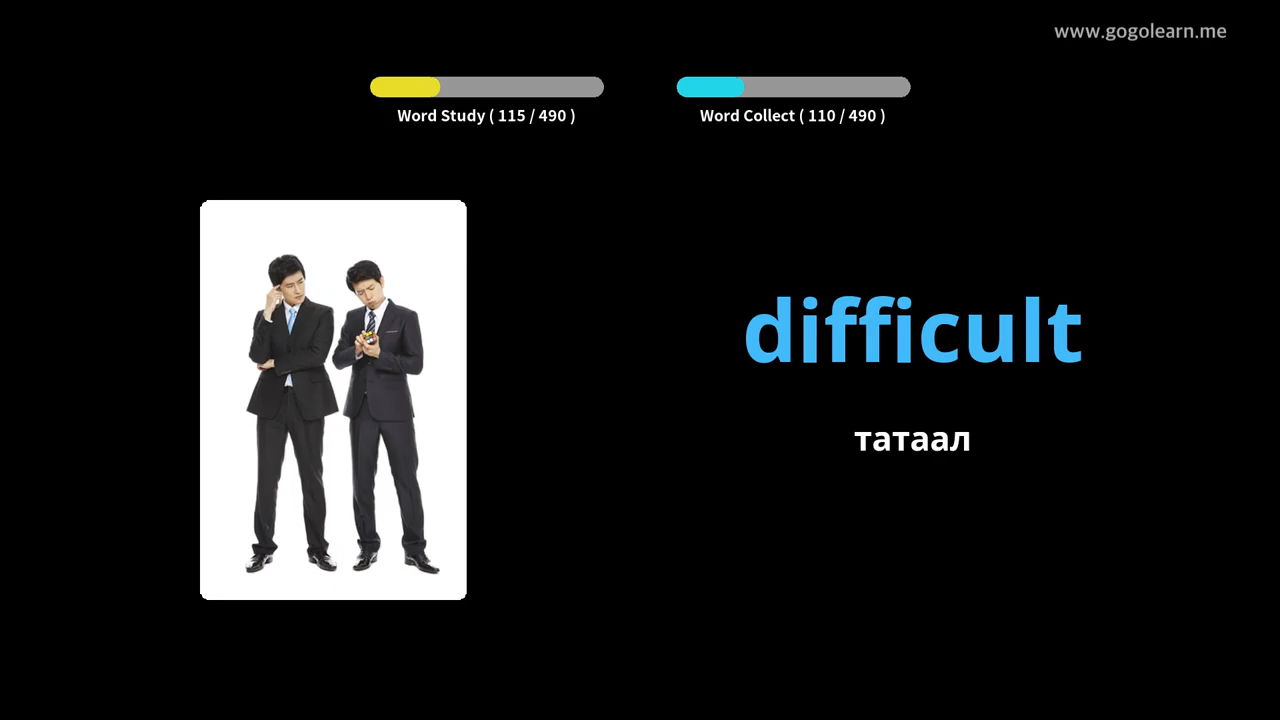 www.gogolearn.me
Word Study ( 115 / 490 )
Word Collect ( 110 / 490 )
difficult
татаал